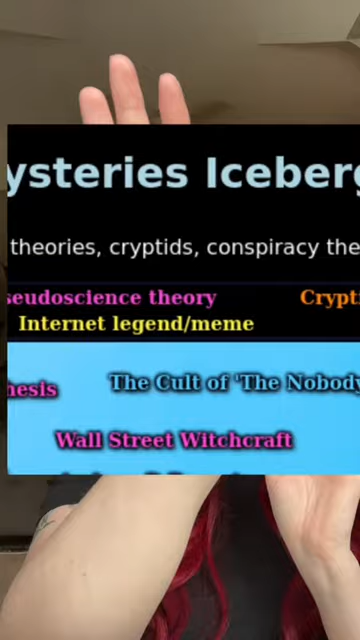 ysteries Iceberg
theories, cryptids, conspiracy the
seudoscience theory Crypt
Internet legend/meme
hesis The Cult of 'The Nobody
Wall Street Witchcraft